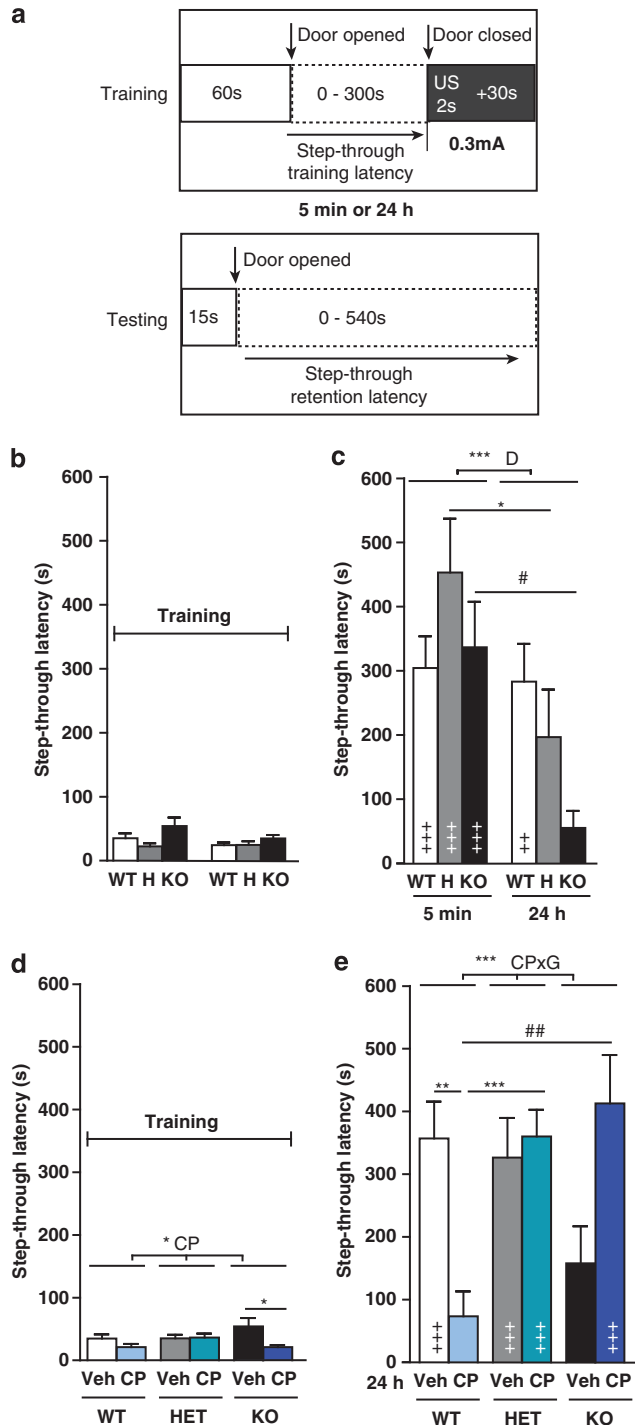 a
Door opened
Door closed
Training
60s
0 - 300s
US
2s
+30s
Step-through
training latency
0.3mA
5 min or 24 h
Door opened
Testing
15s
0 - 540s
Step-through
retention latency
b
Step-through latency (s)
600
500
400
300
200
100
0
Training
WT H KO
WT H KO
c
*** D
*
#
Step-through latency (s)
600
500
400
300
200
100
0
+++
+++
+++
++
WT H KO
WT H KO
5 min
24 h
d
Step-through latency (s)
600
500
400
300
200
100
0
Training
* CP
*
Veh CP
Veh CP
Veh CP
WT
HET
KO
e
*** CPxG
##
**
***
Step-through latency (s)
600
500
400
300
200
100
0
+++
+++
+++
+++
24 h
Veh CP
Veh CP
Veh CP
WT
HET
KO